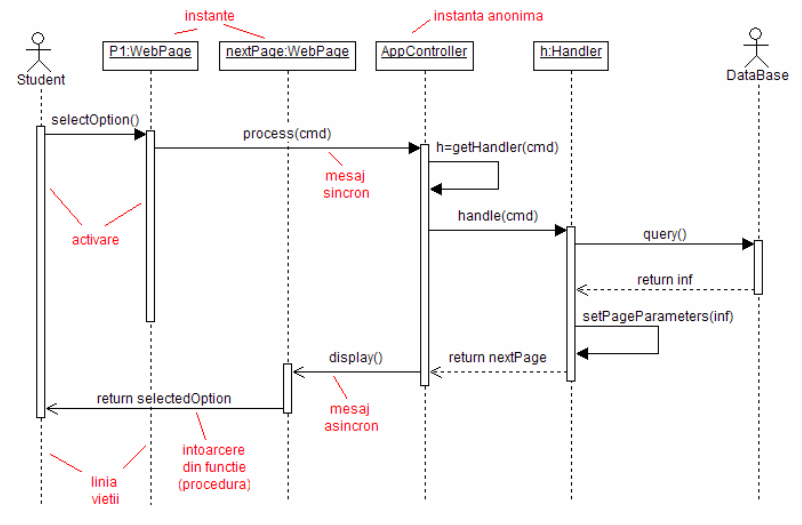 instante
instanta anonima
P1:WebPage
nextPage:WebPage
AppController
h:Handler
Student
DataBase
selectOption()
process(cmd)
h=getHandler(cmd)
mesaj
sincron
handle(cmd)
activare
query()
return inf
setPageParameters(inf)
display()
return nextPage
return selectedOption
mesaj
asincron
intoarcere
din functie
(procedura)
linia
vietii